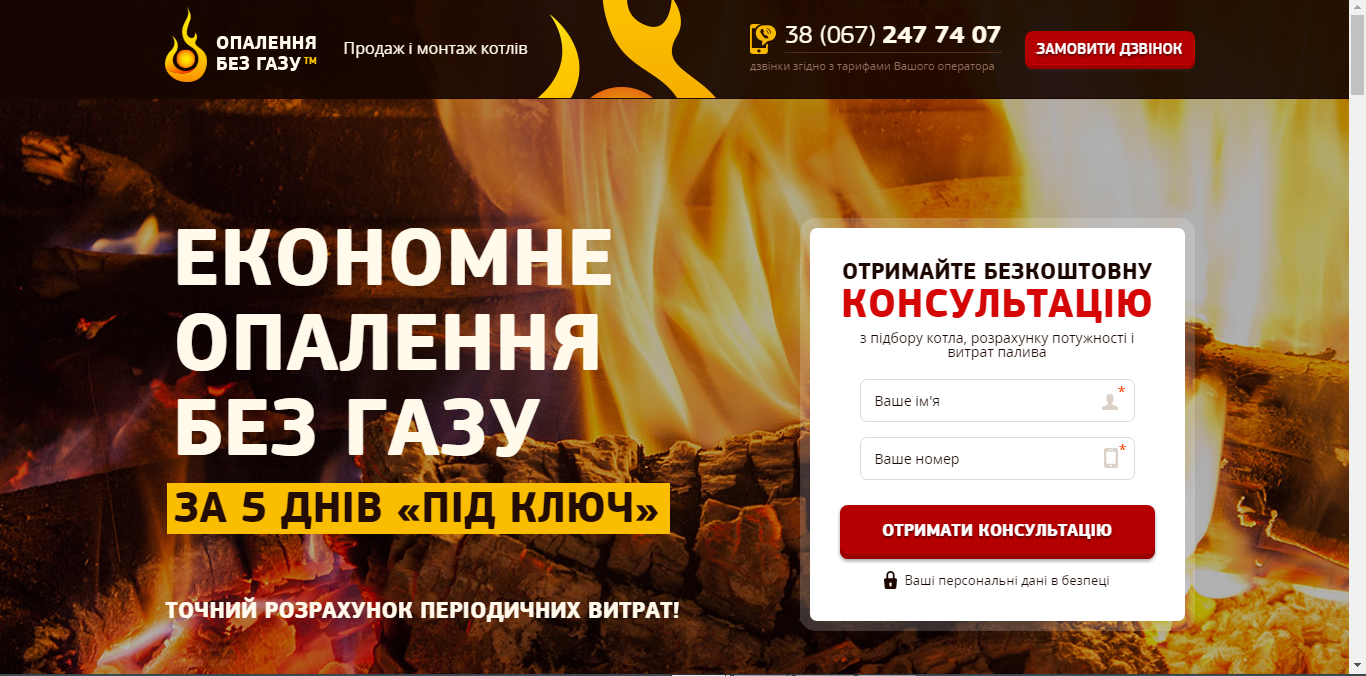 ОПАЛЕННЯ
БЕЗ ГАЗУ™
Продаж і монтаж котлів
38 (067) 247 74 07
дзвінки згідно з тарифами Вашого оператора
ЗАМОВИТИ ДЗВІНОК
ЕКОНОМНЕ
ОПАЛЕННЯ
БЕЗ ГАЗУ
ЗА 5 ДНІВ «ПІД КЛЮЧ»
ТОЧНИЙ РОЗРАХУНОК ПЕРІОДИЧНИХ ВИТРАТ!
ОТРИМАЙТЕ БЕЗКОШТОВНУ
КОНСУЛЬТАЦІЮ
з підбору котла, розрахунку потужності і
витрат палива
Ваше ім'я *
Ваше номер *
ОТРИМАТИ КОНСУЛЬТАЦІЮ
Ваші персональні дані в безпеці